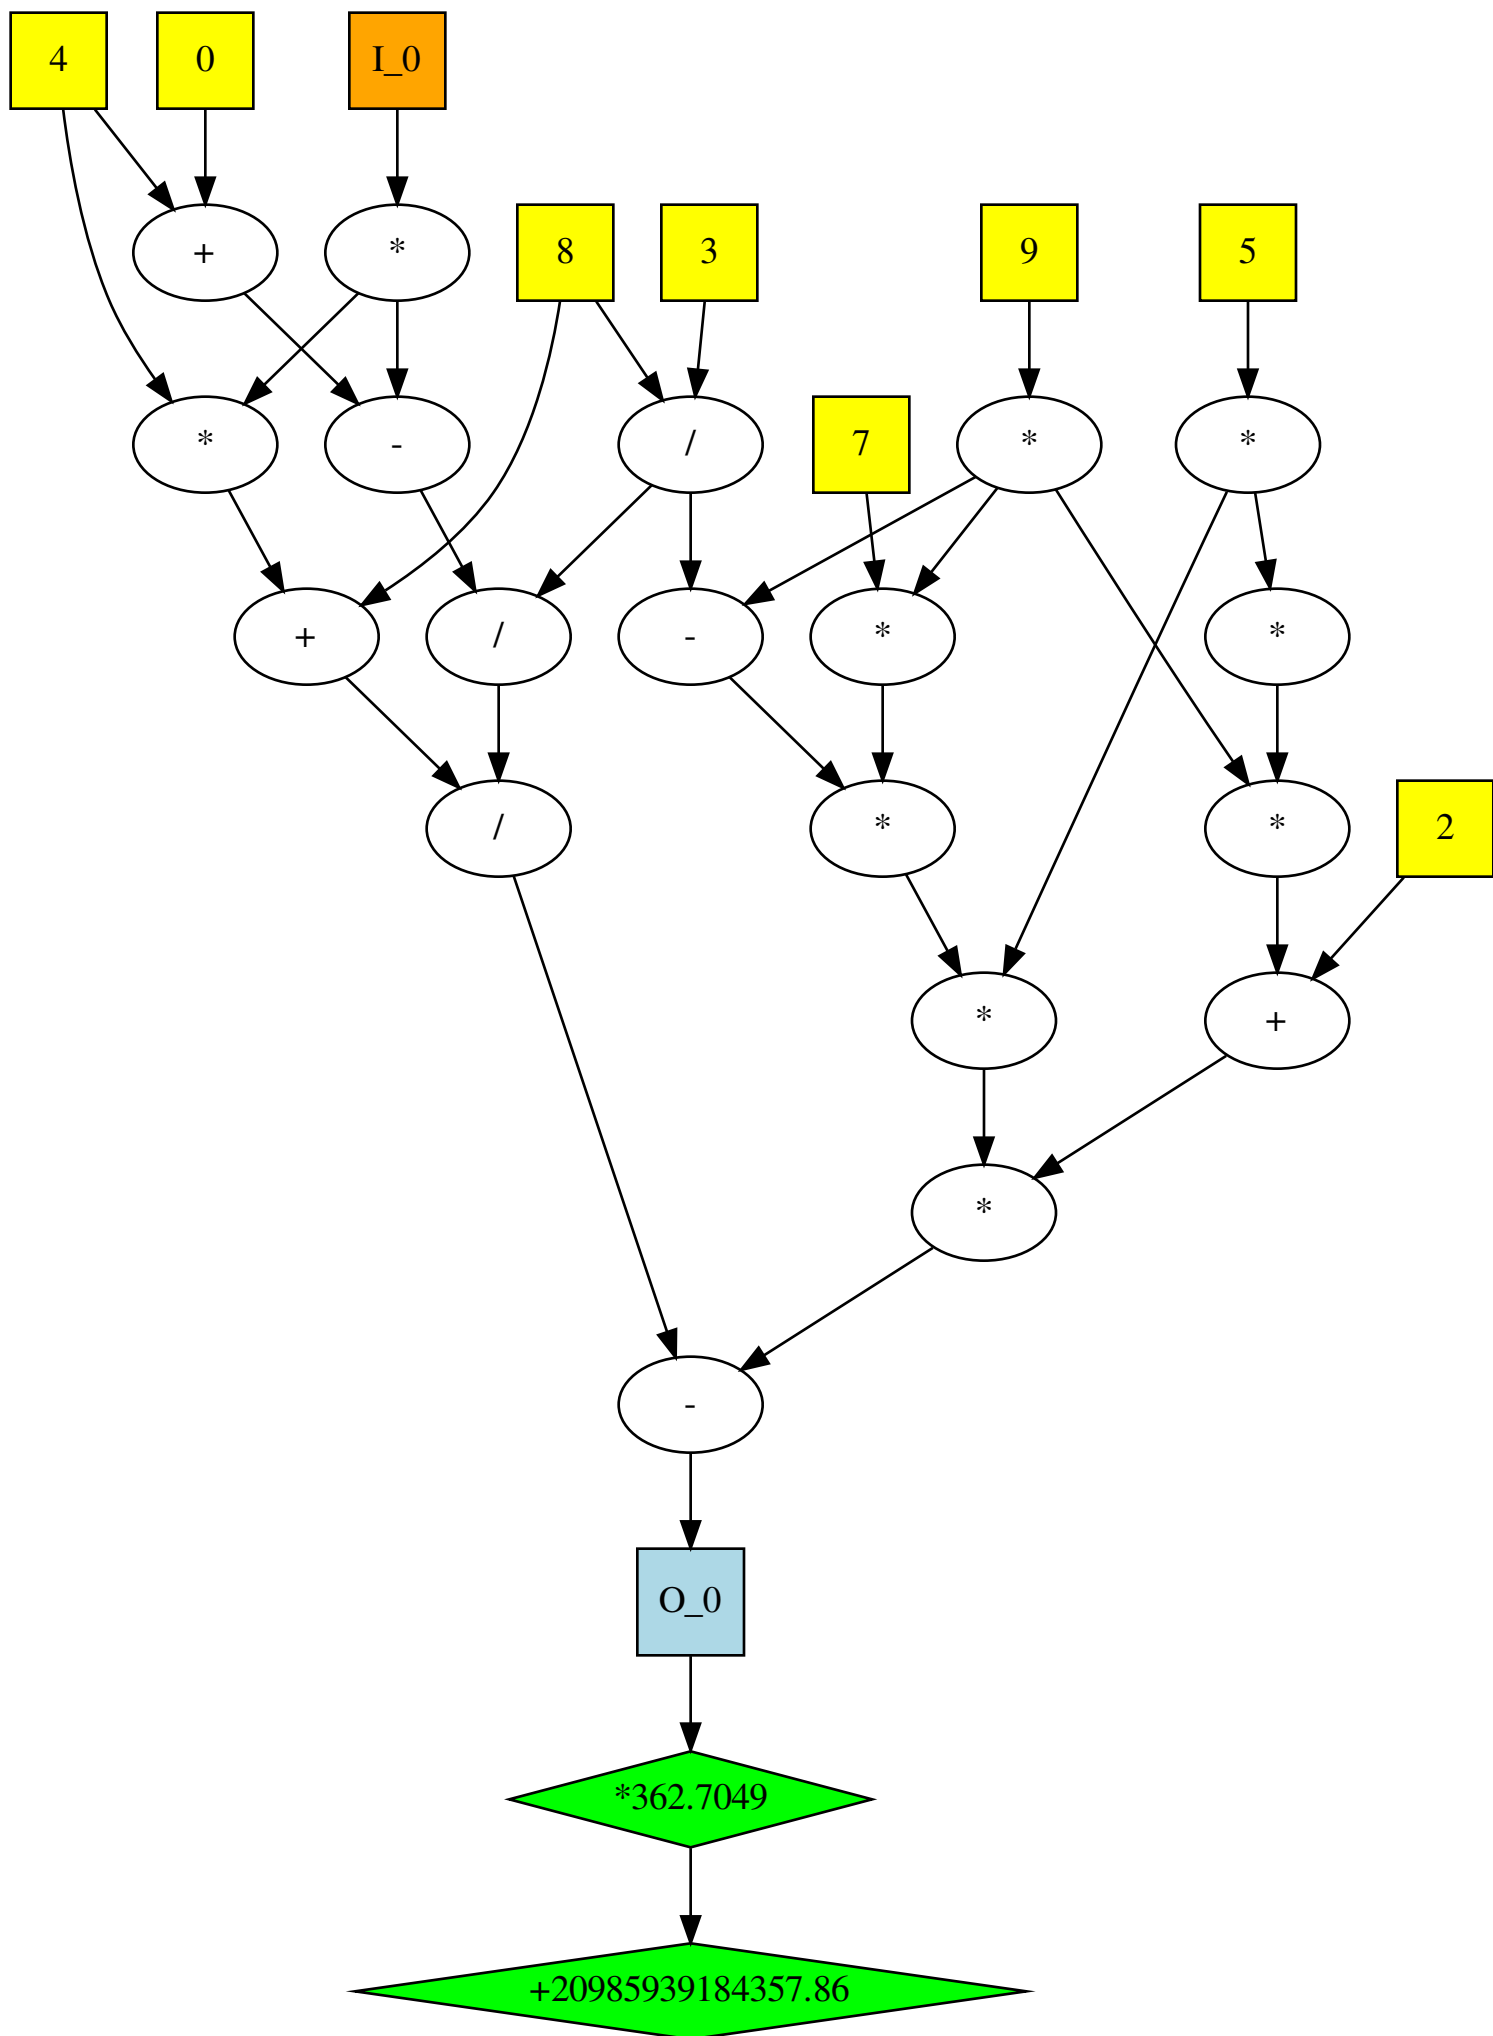 4 0 I_0
+ * 8 3 9 5
* - / 7 * *
+ / - * *
/ * * 2
* +
*
-
O_0
*362.7049
+20985939184357.86